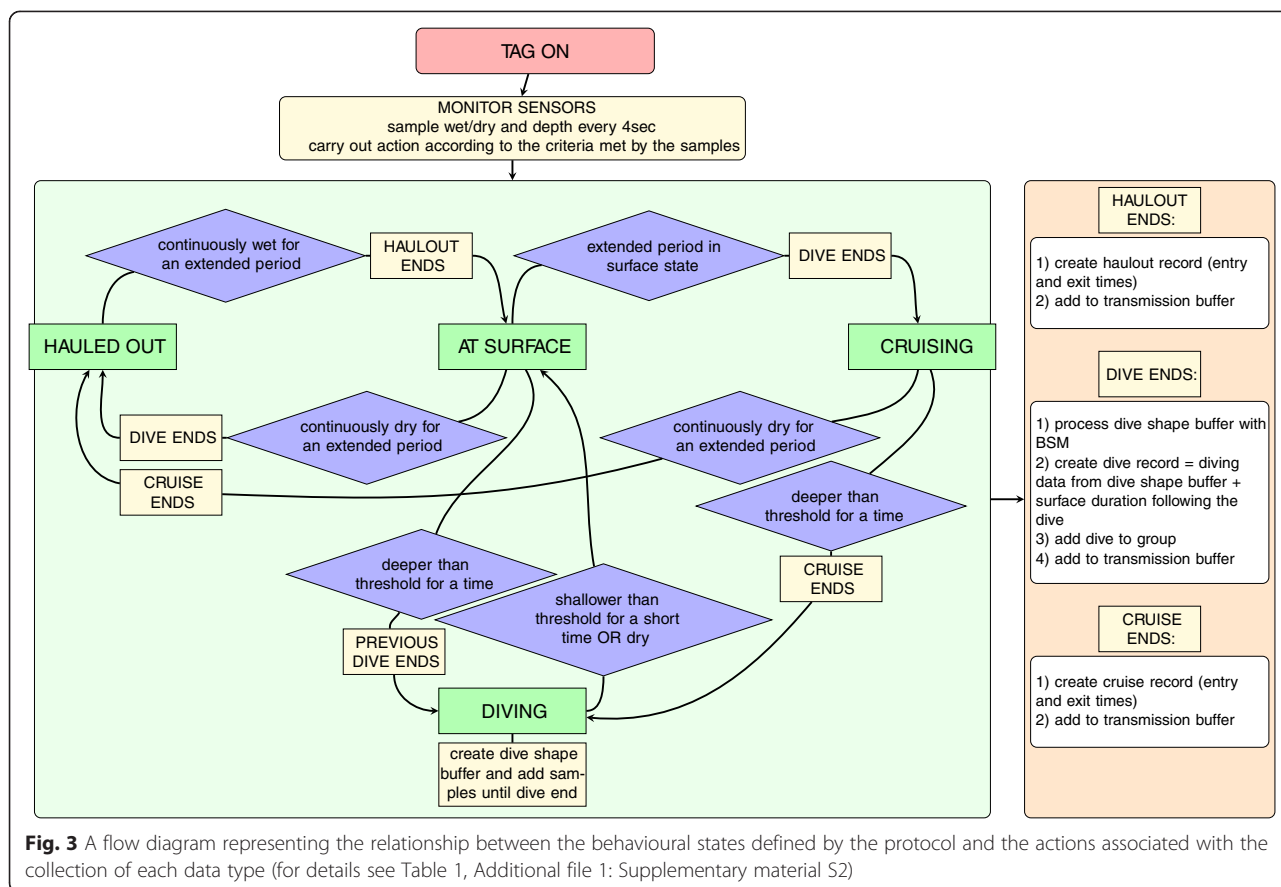 TAG ON
MONITOR SENSORS
sample wet/dry and depth every 4sec
carry out action according to the criteria met by the samples
continuously wet for
an extended period
HAULOUT
ENDS
extended period in
surface state
DIVE ENDS
HAULED OUT
AT SURFACE
CRUISING
DIVE ENDS
continuously dry for
an extended period
continuously dry for
an extended period
CRUISE
ENDS
deeper than
threshold for a time
deeper than
threshold for a time
CRUISE
ENDS
shallower than
threshold for a short
time OR dry
PREVIOUS
DIVE ENDS
DIVING
create dive shape
buffer and add sam-
ples until dive end
HAULOUT
ENDS:
1) create haulout record (entry
and exit times)
2) add to transmission buffer
DIVE ENDS:
1) process dive shape buffer with
BSM
2) create dive record = diving
data from dive shape buffer +
surface duration following the
dive
3) add dive to group
4) add to transmission buffer
CRUISE
ENDS:
1) create cruise record (entry
and exit times)
2) add to transmission buffer
Fig. 3 A flow diagram representing the relationship between the behavioural states defined by the protocol and the actions associated with the
collection of each data type (for details see Table 1, Additional file 1: Supplementary material S2)